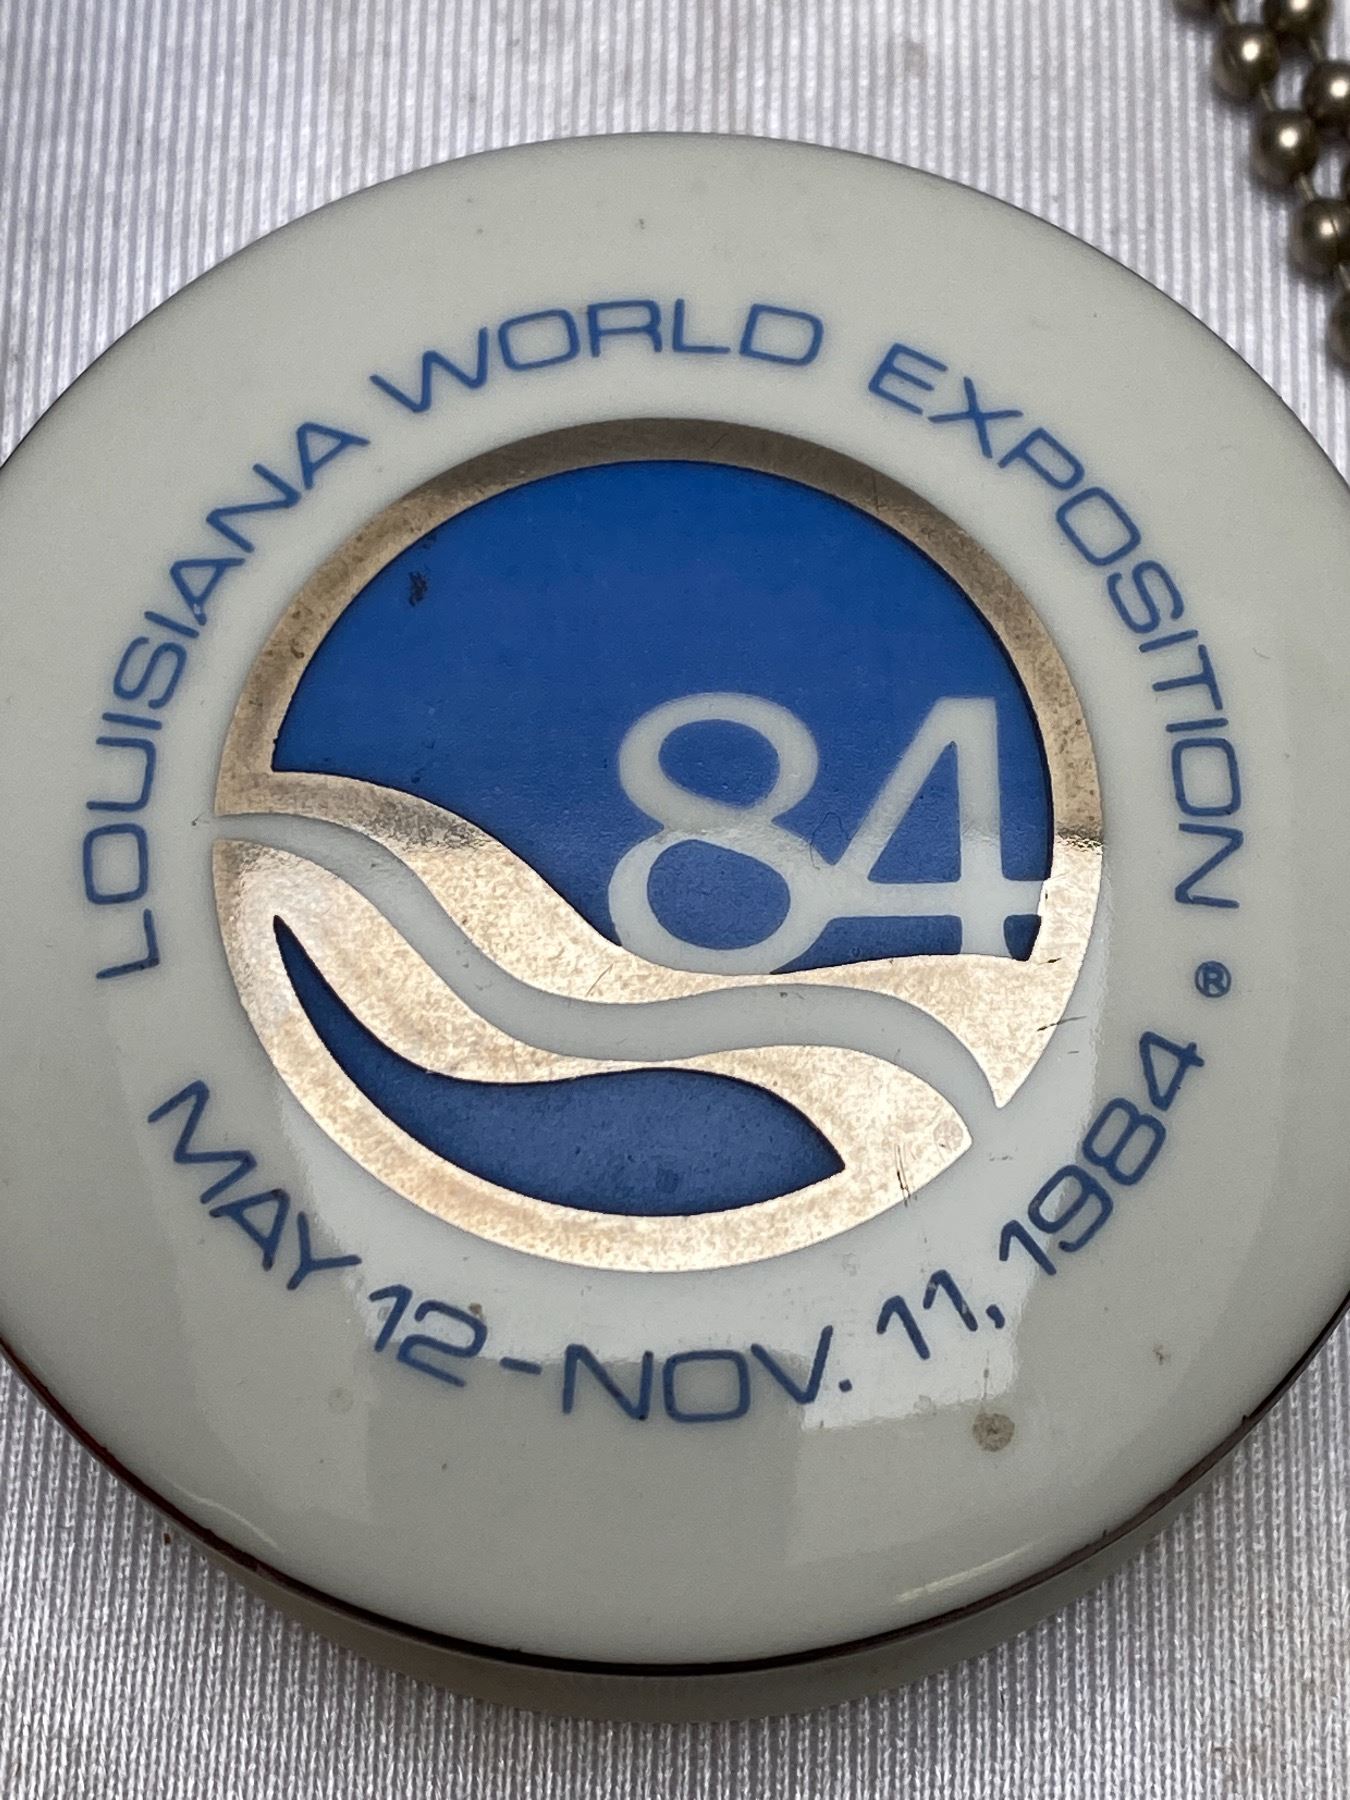 LOUISIANA WORLD EXPOSITION ®
84
MAY 12-NOV. 11, 1984